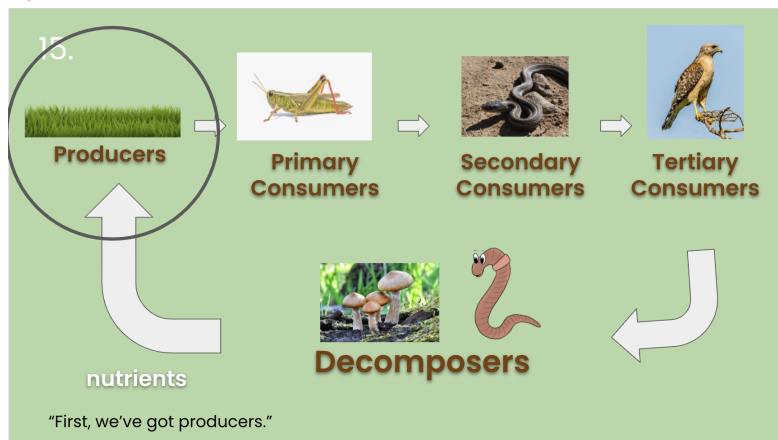 15.
Producers
Primary
Consumers
Secondary
Consumers
Tertiary
Consumers
Decomposers
nutrients
“First, we’ve got producers.”